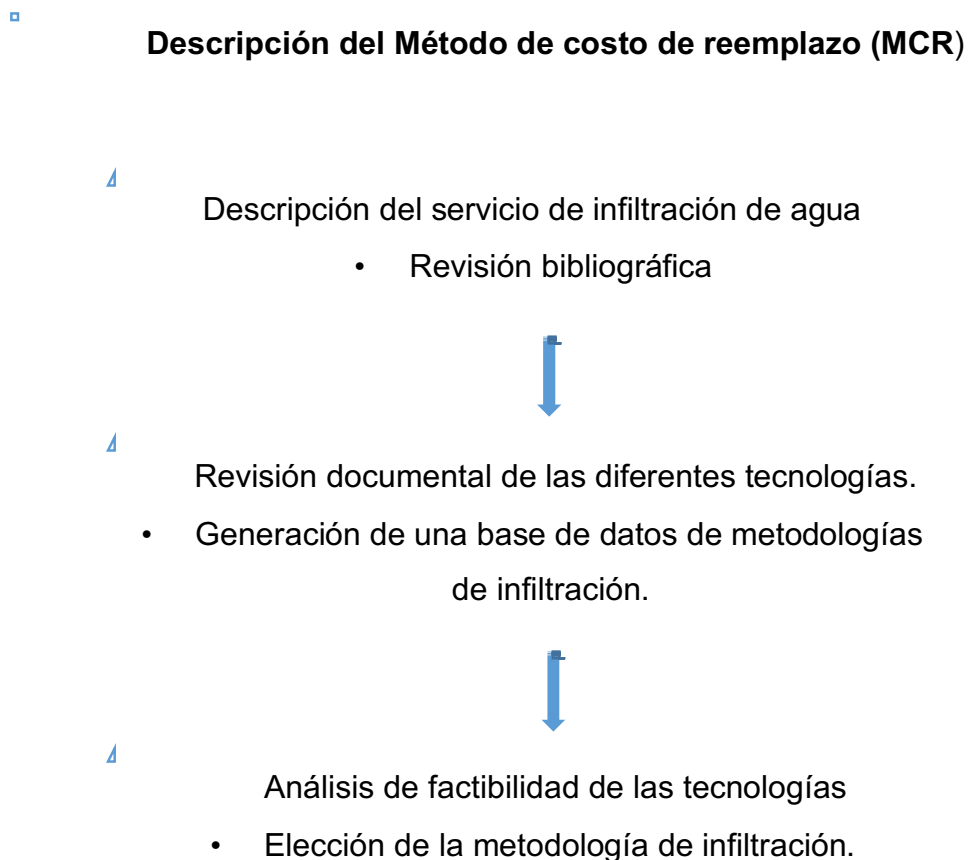 Descripción del Método de costo de reemplazo (MCR)
Descripción del servicio de infiltración de agua
• Revisión bibliográfica
Revisión documental de las diferentes tecnologías.
• Generación de una base de datos de metodologías
de infiltración.
Análisis de factibilidad de las tecnologías
• Elección de la metodología de infiltración.